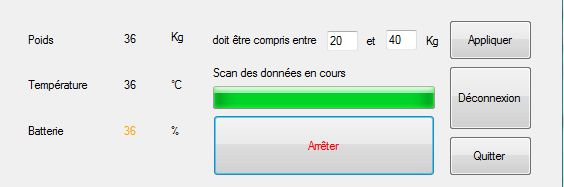 Poids 36 Kg doit être compris entre 20 et 40 Kg Appliquer
Scan des données en cours
Température 36 °C Déconnexion
Batterie 36 % Arrêter
Quitter